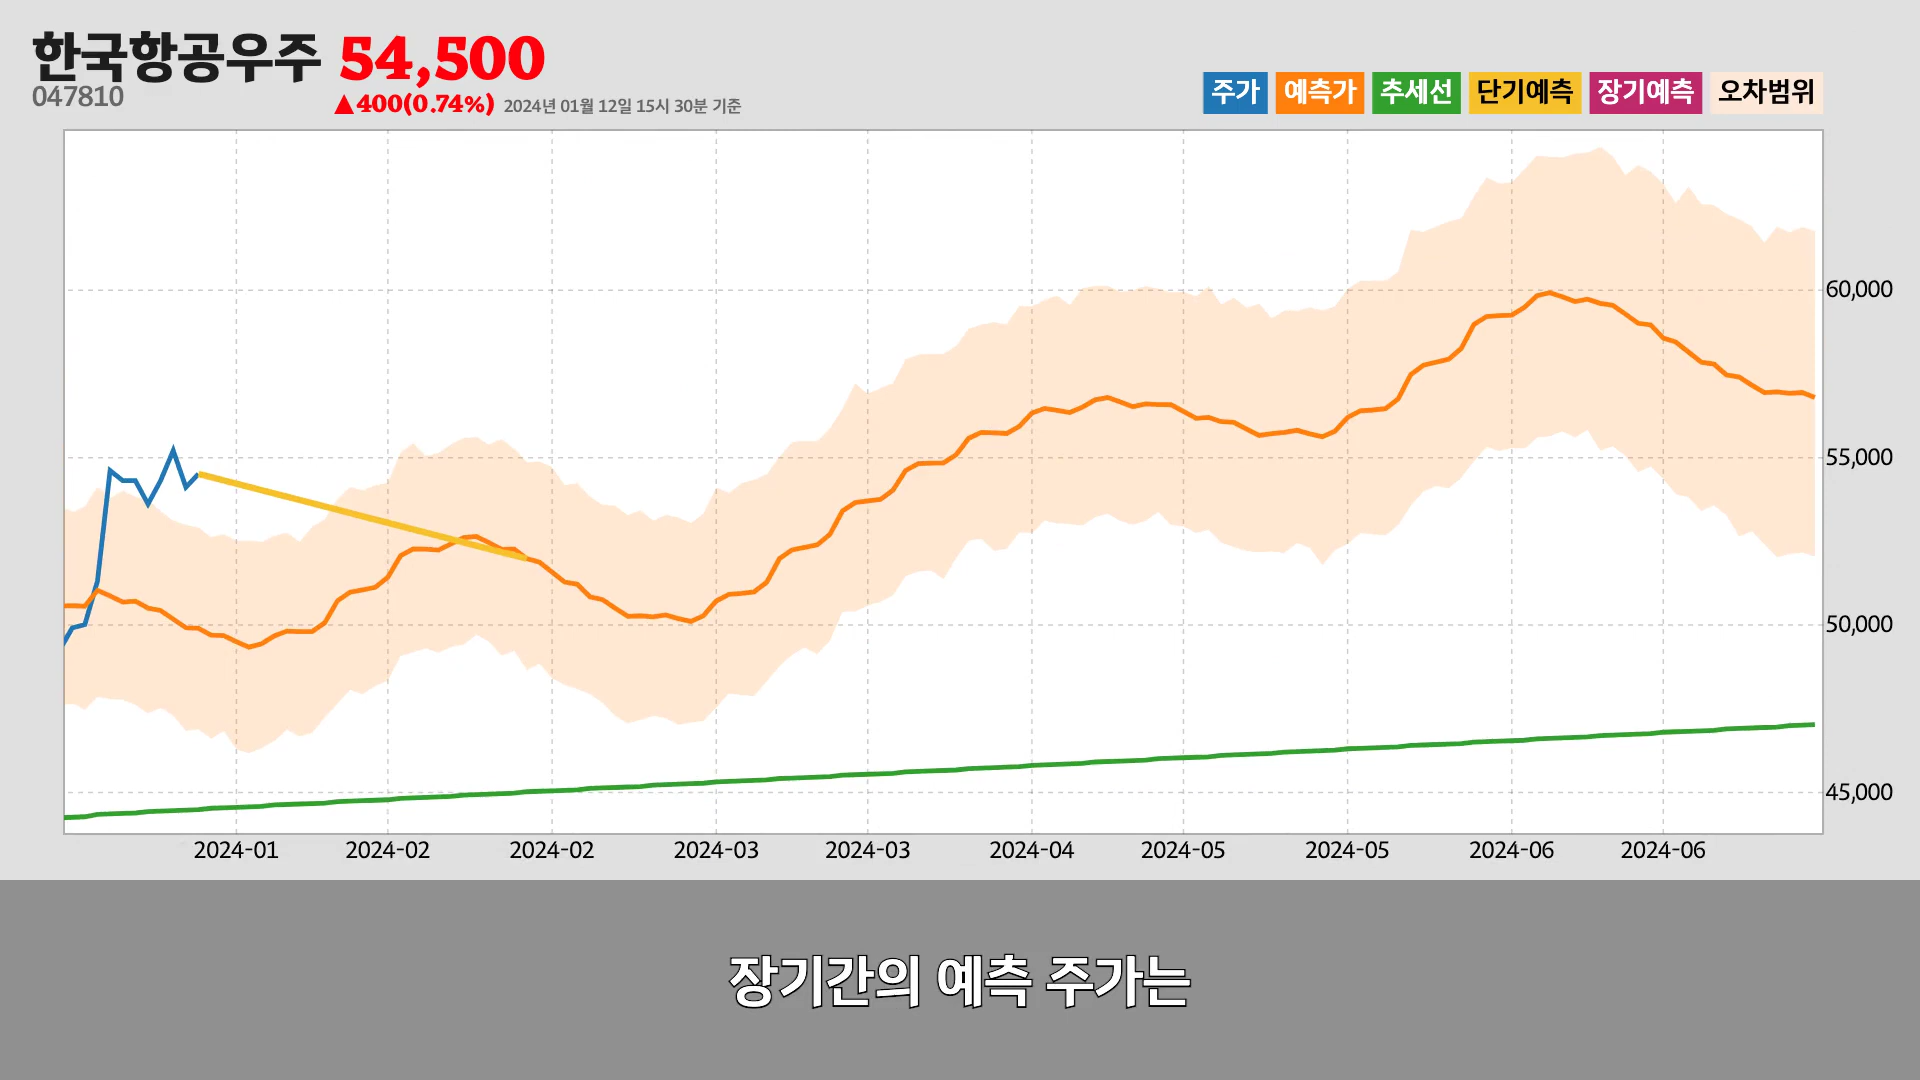 한국항공우주 54,500
047810
▲400(0.74%) 2024년 01월 12일 15시 30분 기준
주가 예측가 추세선 단기예측 장기예측 오차범위
60,000
55,000
50,000
45,000
2024-01 2024-02 2024-02 2024-03 2024-03 2024-04 2024-05 2024-05 2024-06 2024-06
장기간의 예측 주가는